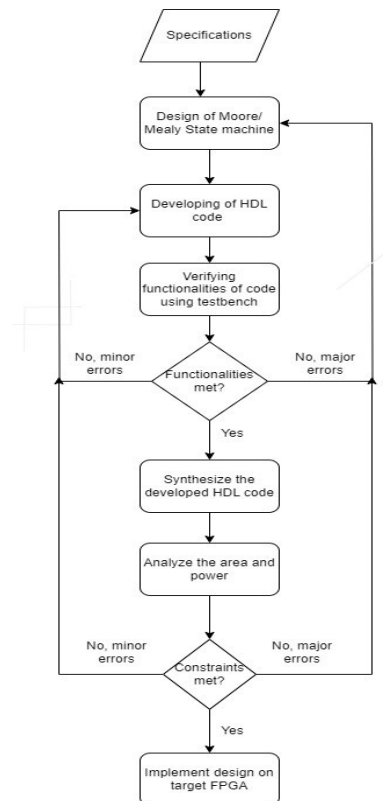 Specifications
Design of Moore/
Mealy State machine
Developing of HDL
code
Verifying
functionalities of code
using testbench
No, minor
errors
Functionalities
met?
No, major
errors
Yes
Synthesize the
developed HDL code
Analyze the area and
power
No, minor
errors
Constraints
met?
No, major
errors
Yes
Implement design on
target FPGA